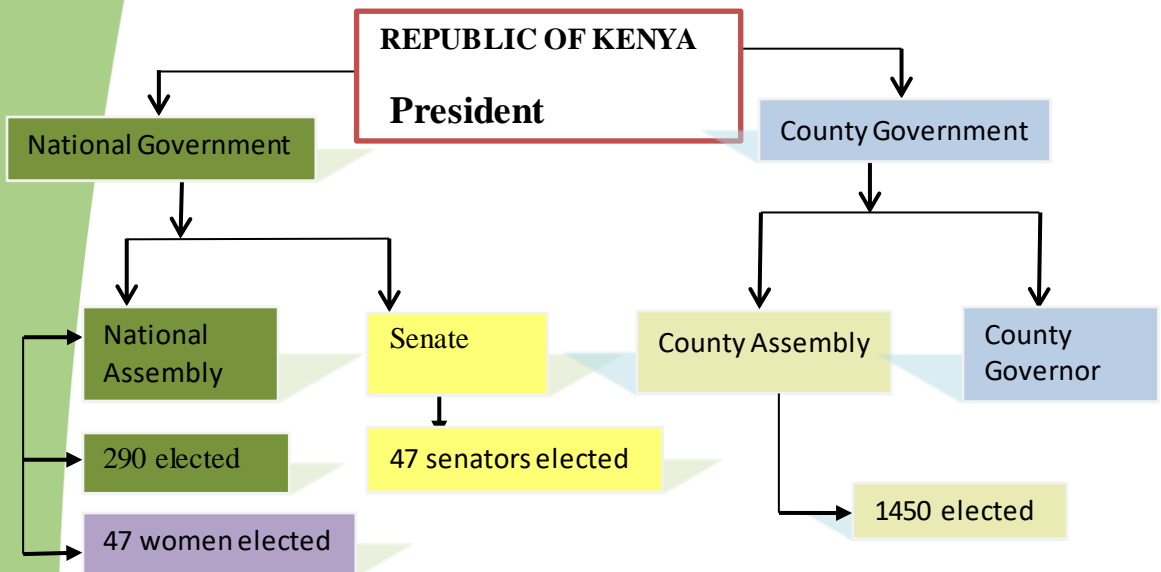 REPUBLIC OF KENYA
President
National Government
County Government
National
Assembly
Senate
County Assembly
County
Governor
290 elected
47 senators elected
1450 elected
47 women elected